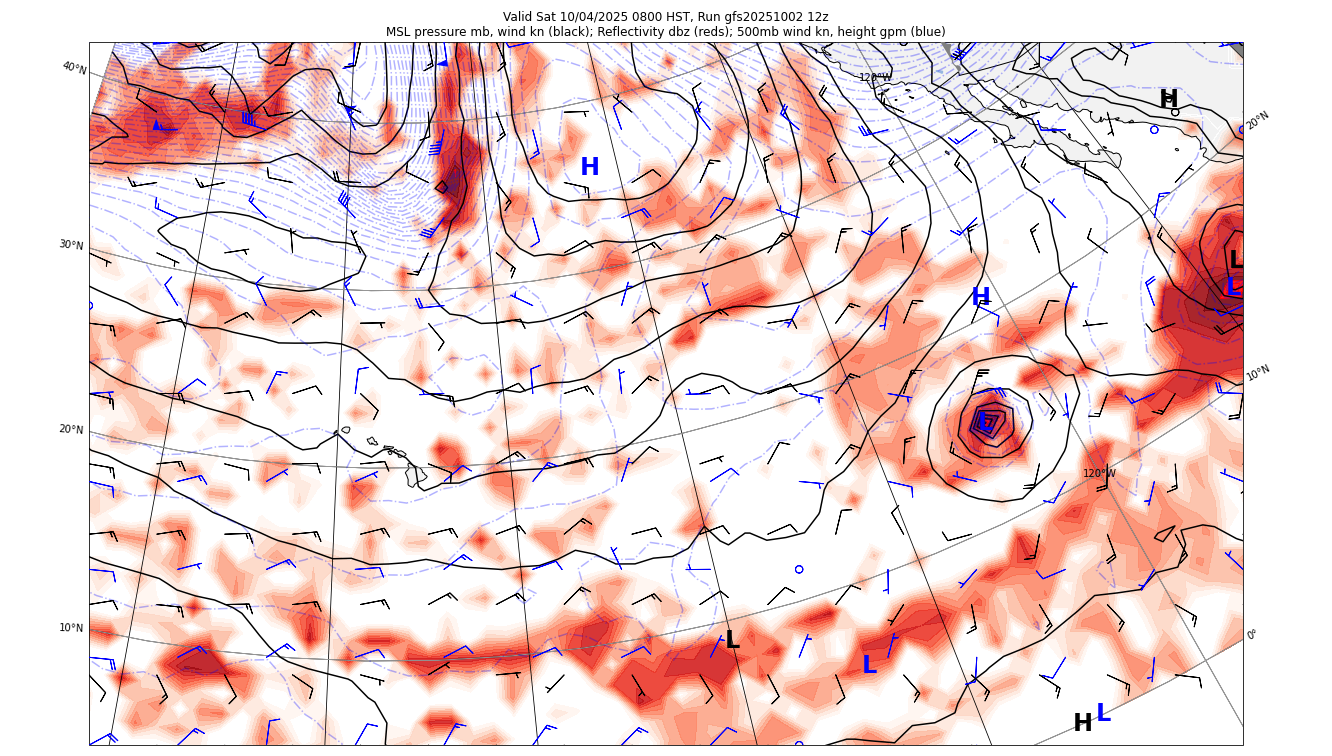 Valid Sat 10/04/2025 0800 HST, Run gfs20251002 12z
MSL pressure mb, wind kn (black); Reflectivity dbz (reds); 500mb wind kn, height gpm (blue)
40°N
120°W
H
20°N
H
30°N
L
L
H
10°N
L
20°N
120°W
10°N
L
0°
L
L
H